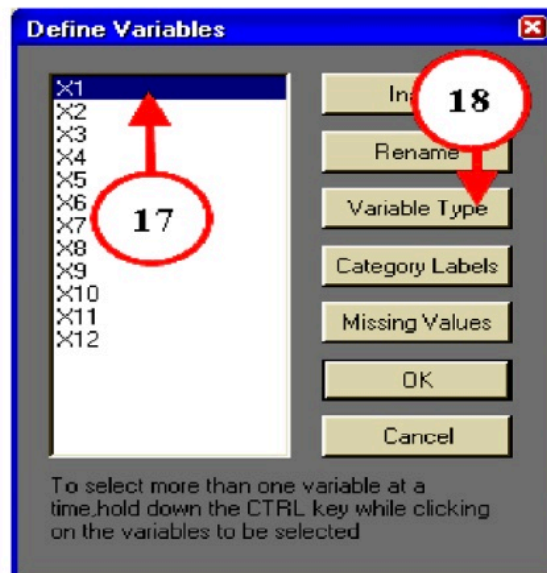 Define Variables
X1
X2
X3
X4
X5
X6
X7
X8
X9
X10
X11
X12
17
18
Rename
Variable Type
Category Labels
Missing Values
OK
Cancel
To select more than one variable at a
time,hold down the CTRL key while clicking
on the variables to be selected